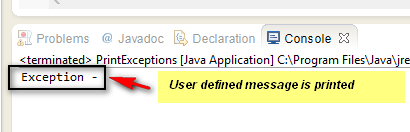 Problems @ Javadoc Declaration Console
<terminated> PrintExceptions [Java Application] C:\Program Files\Java\jre
Exception -
User defined message is printed